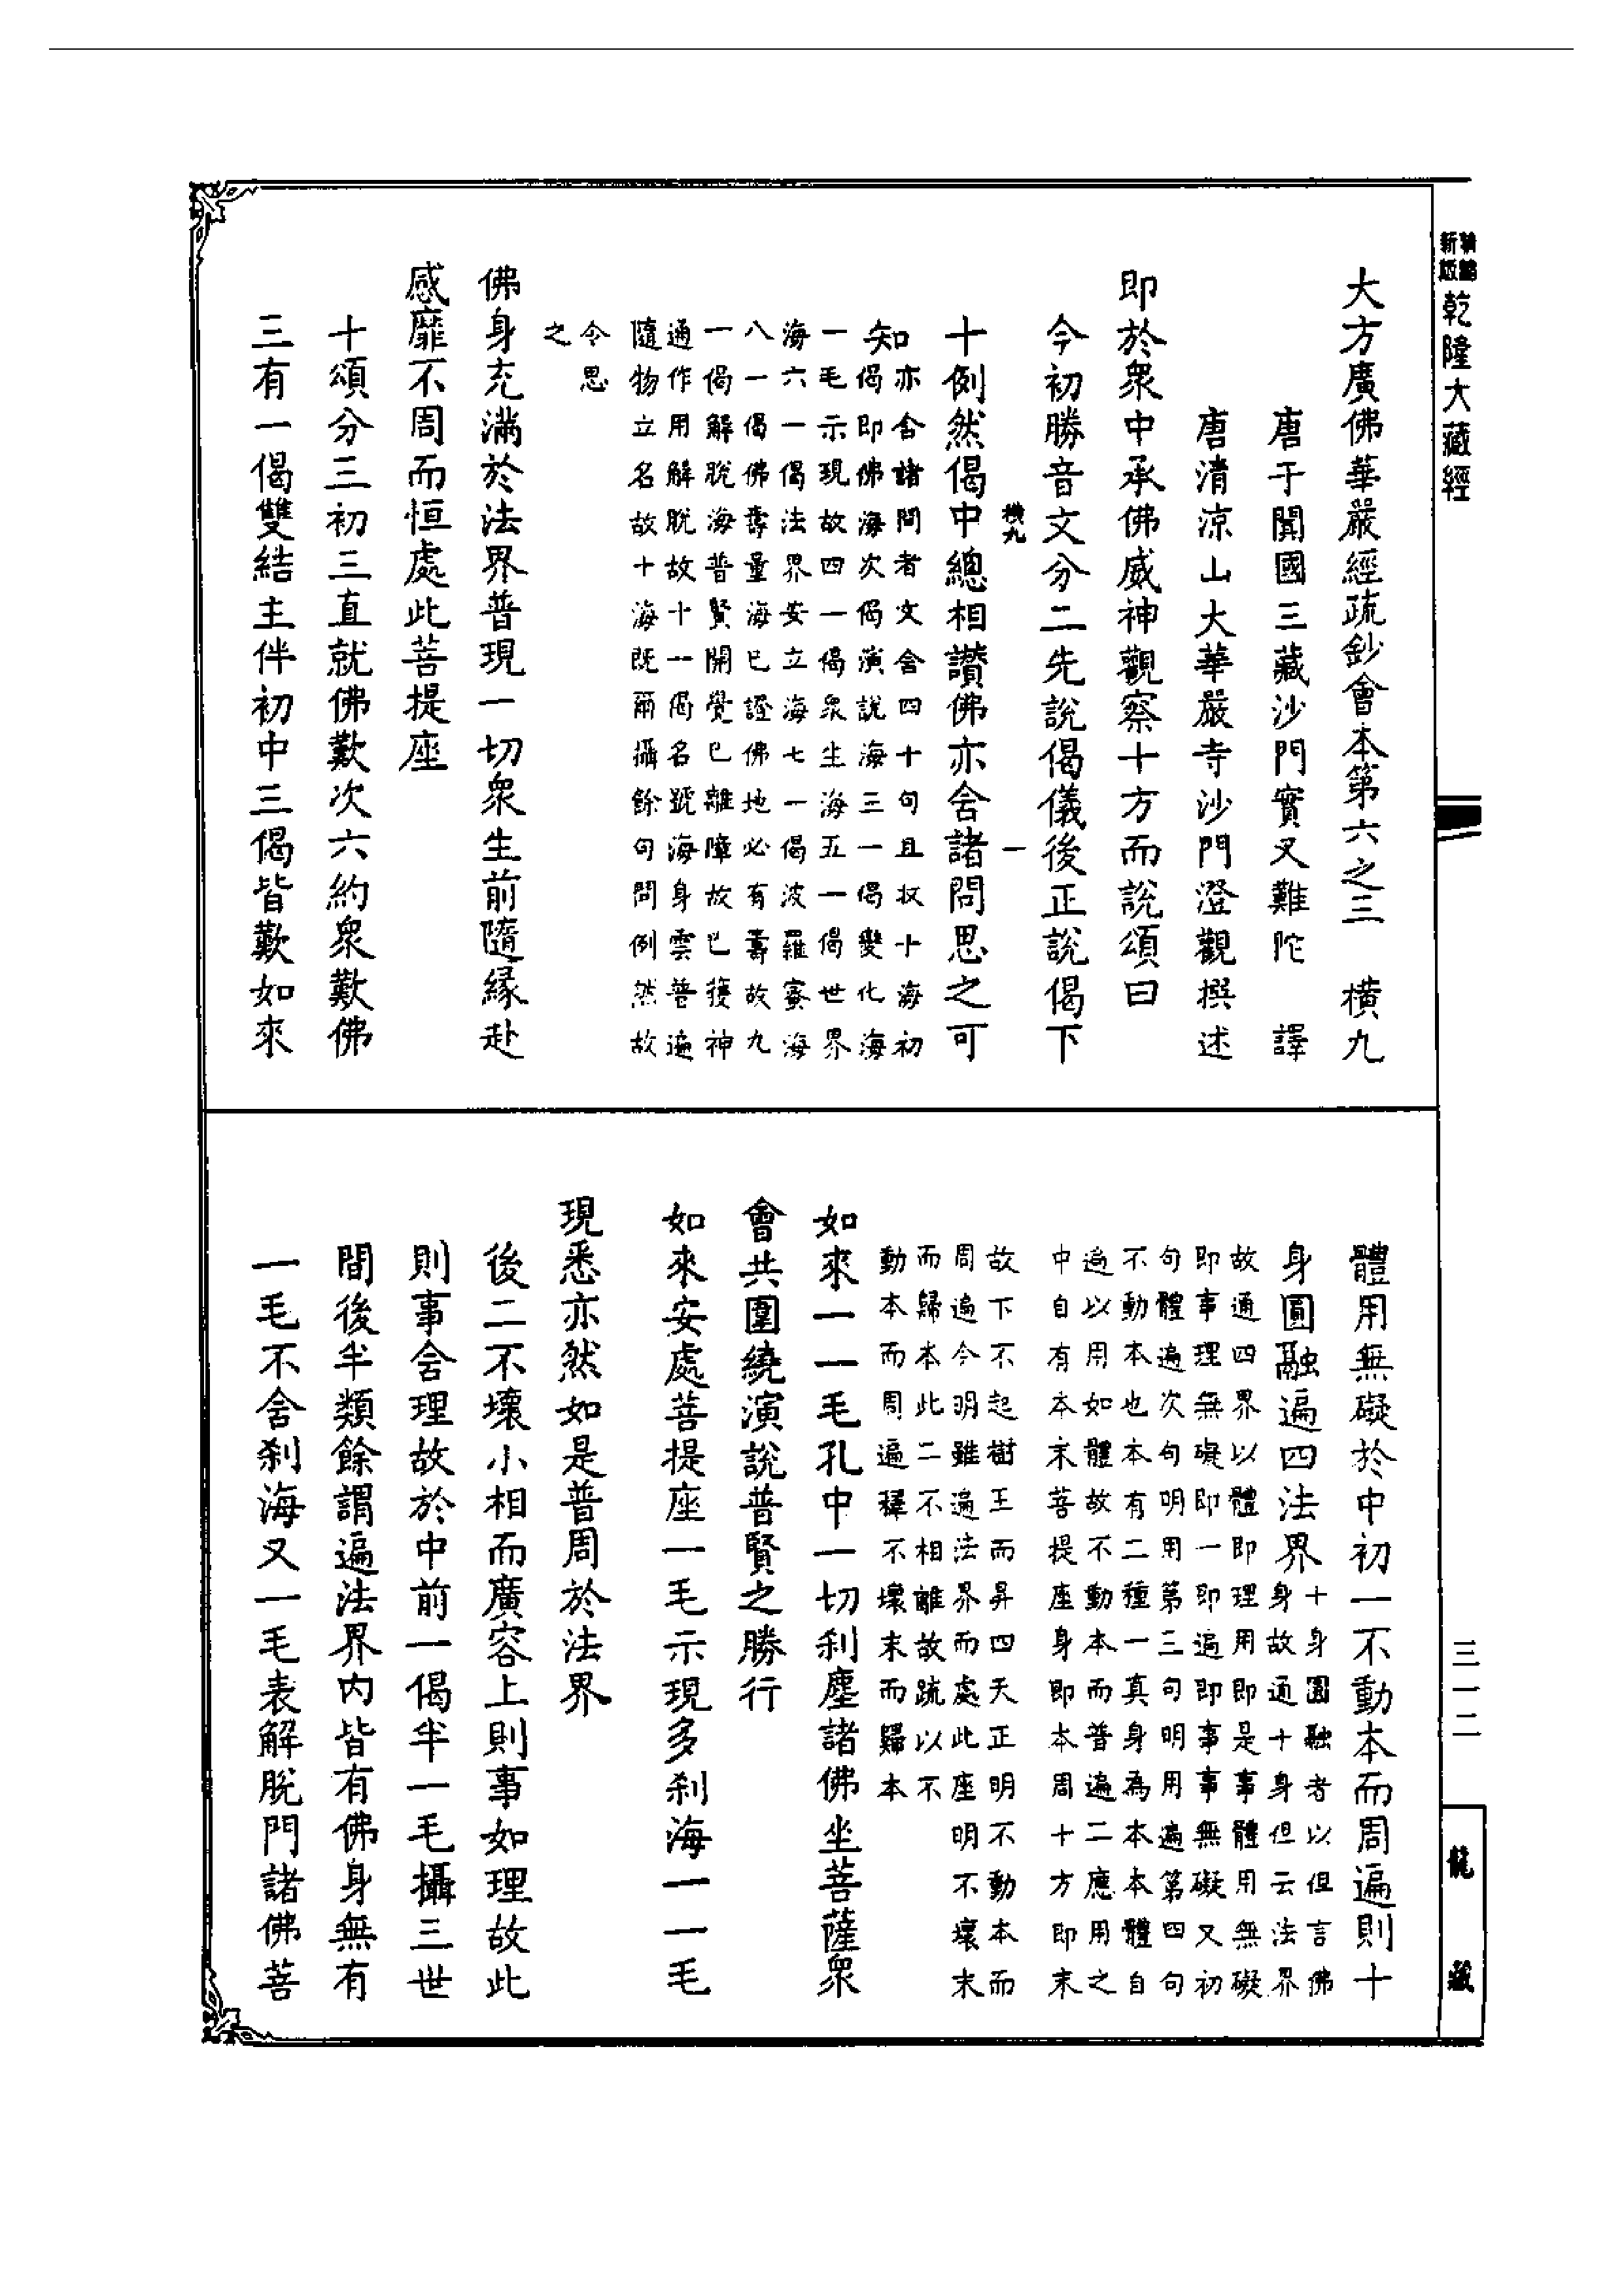 新版 精緻 乾隆大藏經
大方廣佛華嚴經疏鈔會本第六之三 橫九
唐于闐國三藏沙門實叉難陀 譯
唐清涼山大華嚴寺沙門澄觀撰述
即於衆中承佛威神觀察十方而說頌曰
今初勝音文分二先說偈儀後正說偈下
橫九 一
十例然偈中總相讃佛亦含諸問思之可
知亦含諸問者文含四十句且扠十海初
偈即佛海次偈演說海三一偈變化海
一毛示現故四一偈衆生海五一偈世界
海六一偈法界安立海七一偈波羅蜜海
八一偈佛壽量海已證佛地必有壽故九
一偈解脫海普賢開覺已離障故已獲神
通作用解脫故十一偈名號海身雲普遍
隨物立名故十海既爾攝餘句問例然故
令思
之
佛身充滿於法界普現一切衆生前隨緣赴
感靡不周而恒處此菩提座
十頌分三初三直就佛歎次六約衆歎佛
三有一偈雙結主伴初中三偈皆歎如來
體用無礙於中初一不動本而周遍則十
身圓融遍四法界十身圓融者以但言佛
身故通十身但云法界
故通四界以體即理用即是事體用無礙
即事理無礙即一即遍即事事無礙又初
句體遍次句明用第三句明用遍第四句
不動本也本有二種一真身為本本體自
遍以用如體故不動本而普遍二應用之
中自有本末菩提座身即本周十方即末
故下不起樹王而昇四天正明不動本而
周遍今明雖遍法界而處此座明不壞末
而歸本此二不相離故疏以不
動本而周遍釋不壞末而歸本
如來一一毛孔中一切刹塵諸佛坐菩薩衆
會共圍繞演說普賢之勝行
如來安處菩提座一毛示現多刹海一一毛
現悉亦然如是普周於法界
後二不壞小相而廣容上則事如理故此
則事含理故於中前一偈半一毛攝三世
間後半類餘謂遍法界內皆有佛身無有
一毛不含刹海又一毛表解脫門諸佛菩
三一二
龍藏